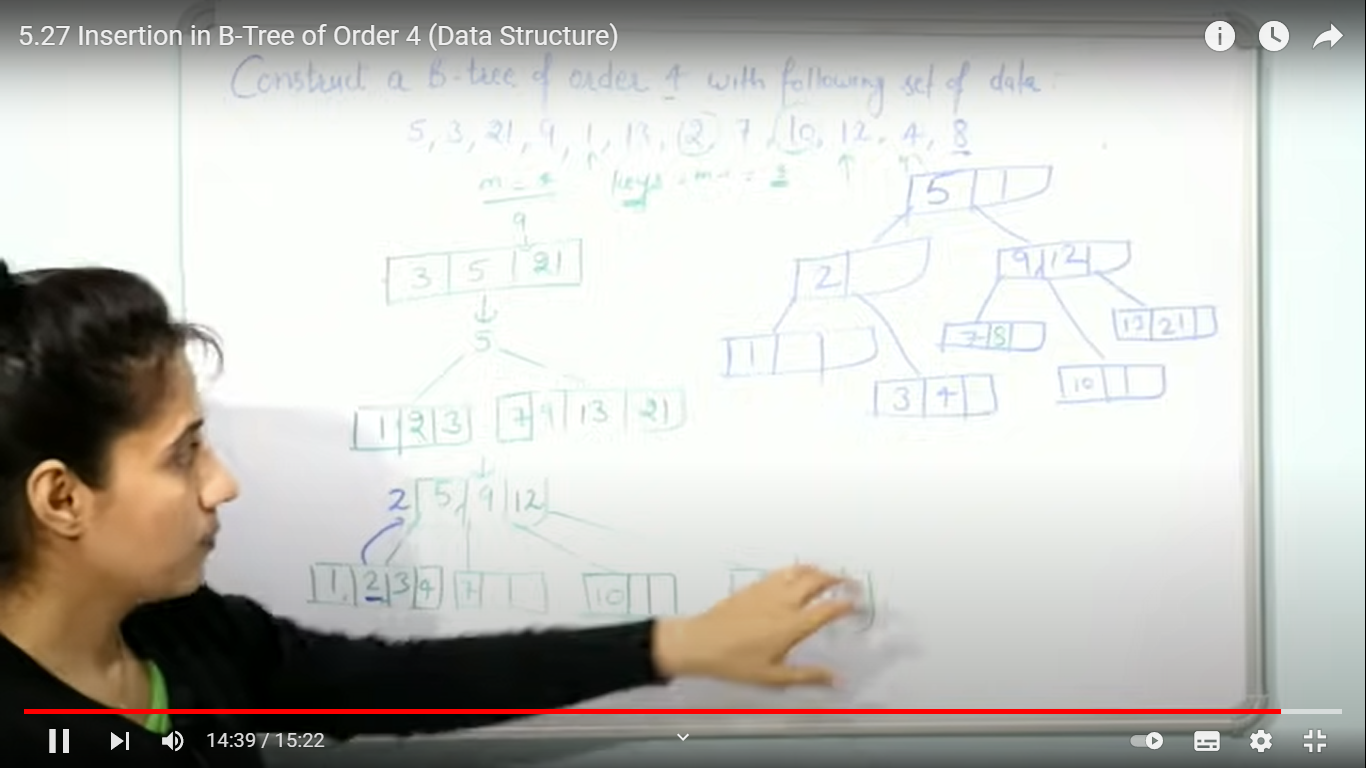 5.27 Insertion in B-Tree of Order 4 (Data Structure)
Construct a B-tree of order 4 with following set of data:
5, 3, 21, 9, 1, 13, 2, 7, 10, 12, 4, 8
m = 4 keys = m-1 = 3
9
3 5 21
5
1 2 3 7 9 13 21
2 5 9 12
1 2 3 4 7 10
5
2 9 12
1 7 8 13 21
3 4 10
14:39 / 15:22